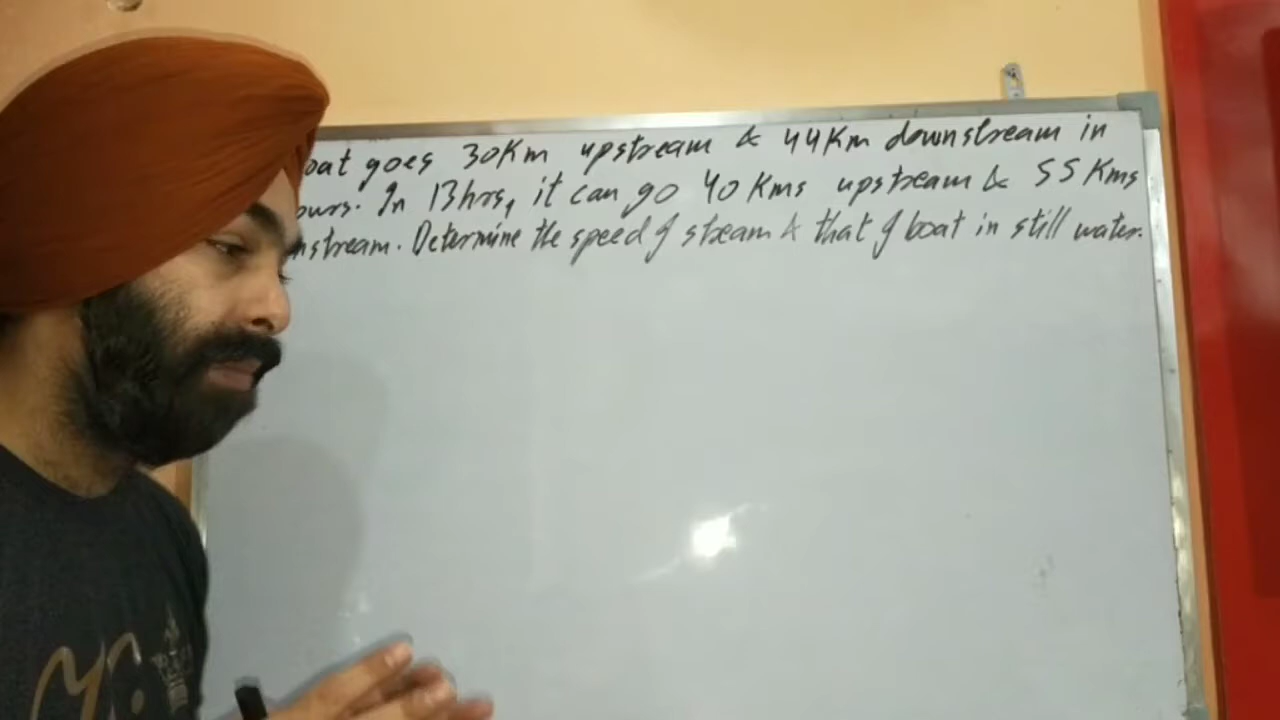 oat goes 30Km upstream & 44Km downstream in
ours. In 13hrs, it can go 40 Kms upstream & 55 Kms
nstream. Determine the speed of stream & that of boat in still water.